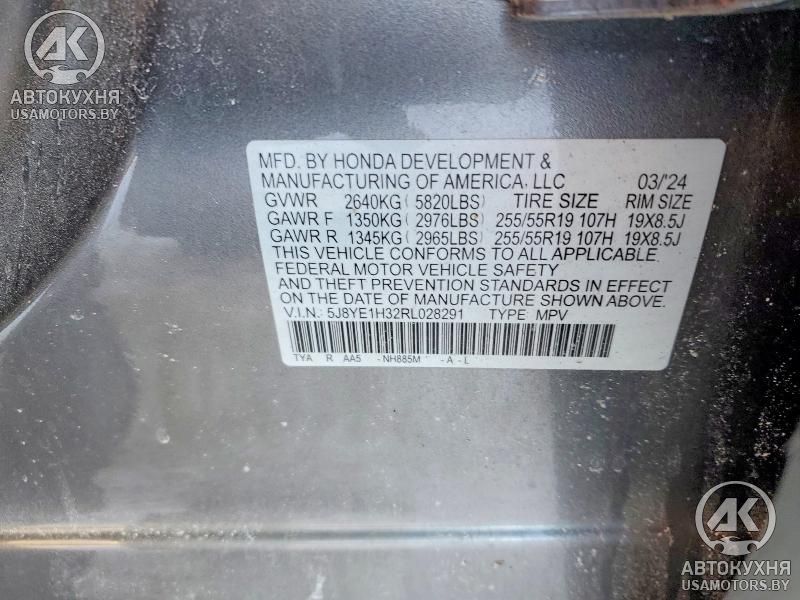 AK
АВТОКУХНЯ
USAMOTORS.BY
MFD. BY HONDA DEVELOPMENT &
MANUFACTURING OF AMERICA, LLC 03/'24
GVWR 2640KG ( 5820LBS ) TIRE SIZE RIM SIZE
GAWR F 1350KG ( 2976LBS ) 255/55R19 107H 19X8.5J
GAWR R 1345KG ( 2965LBS ) 255/55R19 107H 19X8.5J
THIS VEHICLE CONFORMS TO ALL APPLICABLE
FEDERAL MOTOR VEHICLE SAFETY
AND THEFT PREVENTION STANDARDS IN EFFECT
ON THE DATE OF MANUFACTURE SHOWN ABOVE.
V.I.N.: 5J8YE1H32RL028291 TYPE: MPV
TYA R AA5 -NH885M -A-L
AK
АВТОКУХНЯ
USAMOTORS.BY